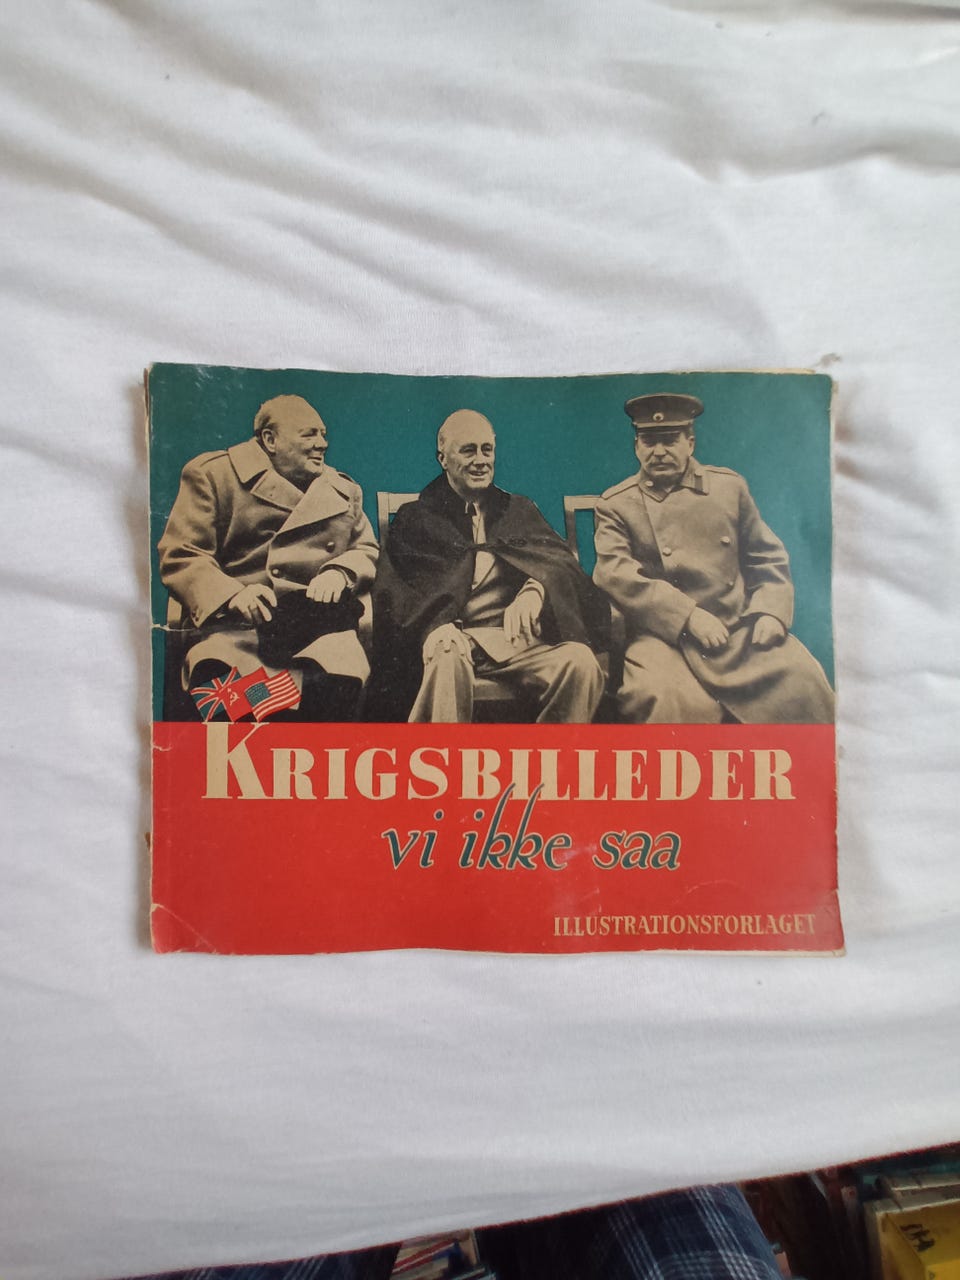 KRIGSBILLEDER
vi ikke saa
ILLUSTRATIONSFORLAGET